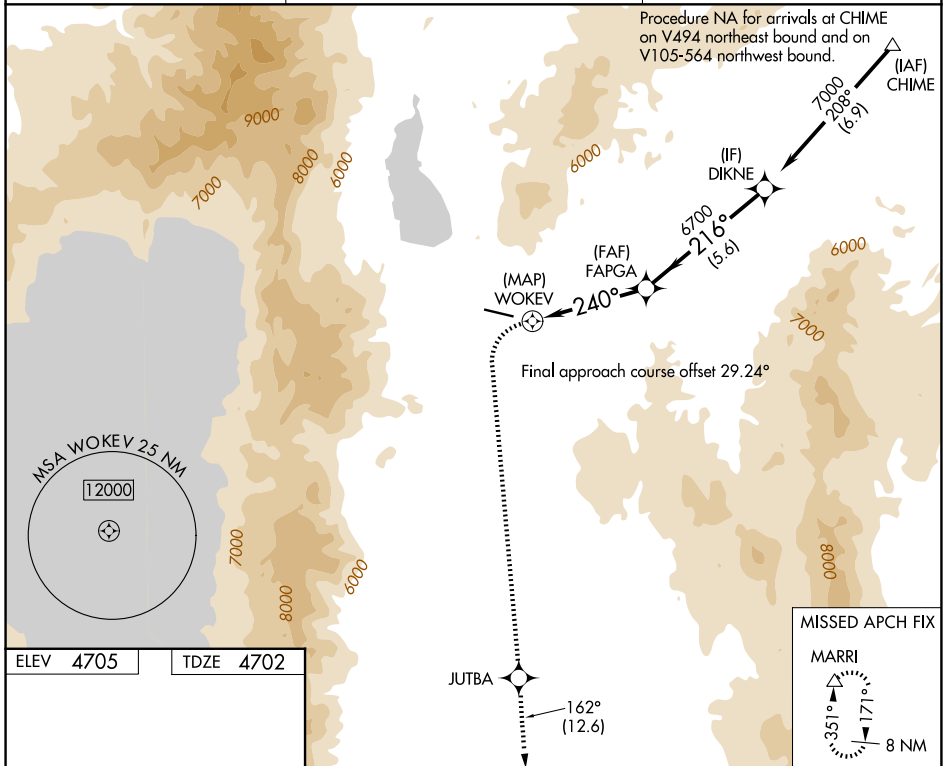 Procedure NA for arrivals at CHIME
on V494 northeast bound and on
V105-564 northwest bound.
(IAF)
CHIME
7000
208°
(6.9)
(IF)
DIKNE
6700
216°
(5.6)
(FAF)
FAPGA
240°
(MAP)
WOKEV
Final approach course offset 29.24°
9000
8000
6000
7000
6000
6000
7000
8000
7000
8000
6000
MSA WOKEV 25 NM
12000
ELEV 4705
TDZE 4702
JUTBA
162°
(12.6)
MISSED APCH FIX
MARRI
351°
171°
8 NM